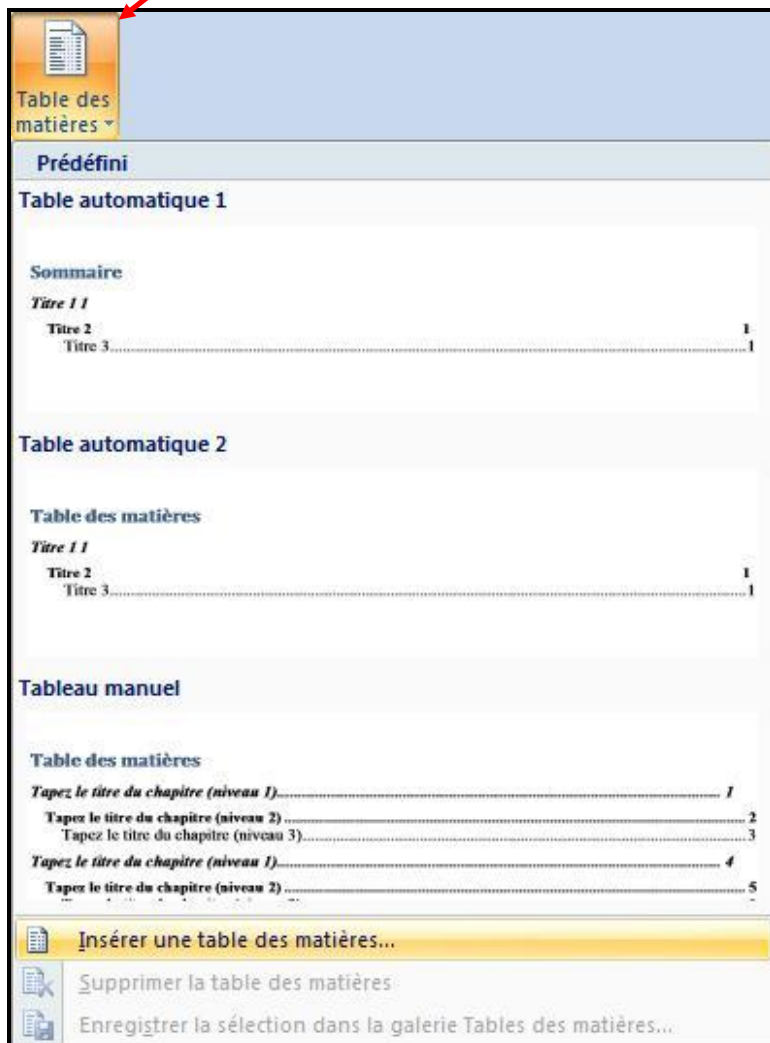 Table des
matières
Prédéfini
Table automatique 1
Sommaire
Titre 1 1
Titre 2 1
Titre 3........................1
Table automatique 2
Table des matières
Titre 1 1
Titre 2 1
Titre 3........................1
Tableau manuel
Table des matières
Tapez le titre du chapitre (niveau 1)........................ 1
Tapez le titre du chapitre (niveau 2) ........................ 2
Tapez le titre du chapitre (niveau 3)........................ 3
Tapez le titre du chapitre (niveau 1)........................ 4
Tapez le titre du chapitre (niveau 2) ........................ 5
Insérer une table des matières...
Supprimer la table des matières
Enregistrer la sélection dans la galerie Tables des matières...